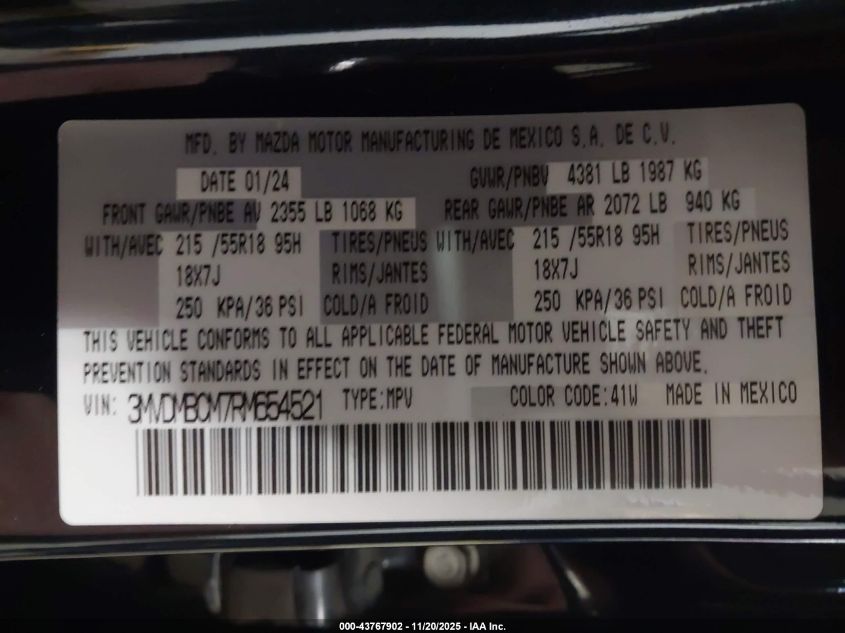 MFD. BY MAZDA MOTOR MANUFACTURING DE MEXICO S.A. DE C.V.
DATE 01/24 GVWR/PNBV 4381 LB 1987 KG
FRONT GAWR/PNBE AV 2355 LB 1068 KG REAR GAWR/PNBE AR 2072 LB 940 KG
WITH/AVEC 215 /55R18 95H TIRES/PNEUS WITH/AVEC 215 /55R18 95H TIRES/PNEUS
18X7J RIMS/JANTES 18X7J RIMS/JANTES
250 KPA/36 PSI COLD/A FROID 250 KPA/36 PSI COLD/A FROID
THIS VEHICLE CONFORMS TO ALL APPLICABLE FEDERAL MOTOR VEHICLE SAFETY AND THEFT
PREVENTION STANDARDS IN EFFECT ON THE DATE OF MANUFACTURE SHOWN ABOVE.
VIN: 3MVDMBCM7RM654521 TYPE:MPV COLOR CODE:41W MADE IN MEXICO
000-43767902 - 11/20/2025 - IAA Inc.